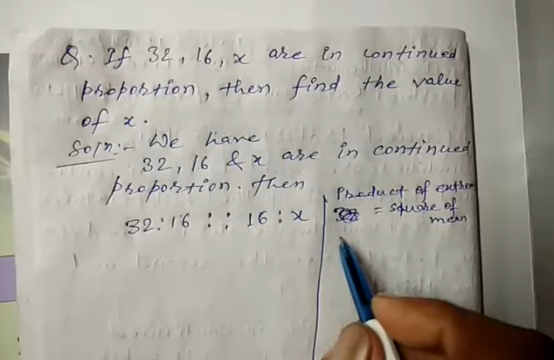 Q. If 32, 16, x are in continued
proportion, then find the value
of x.
Soln:- We have
32, 16 & x are in continued
proportion. then
32:16 :: 16:x
Product of extrem
= square of
mean